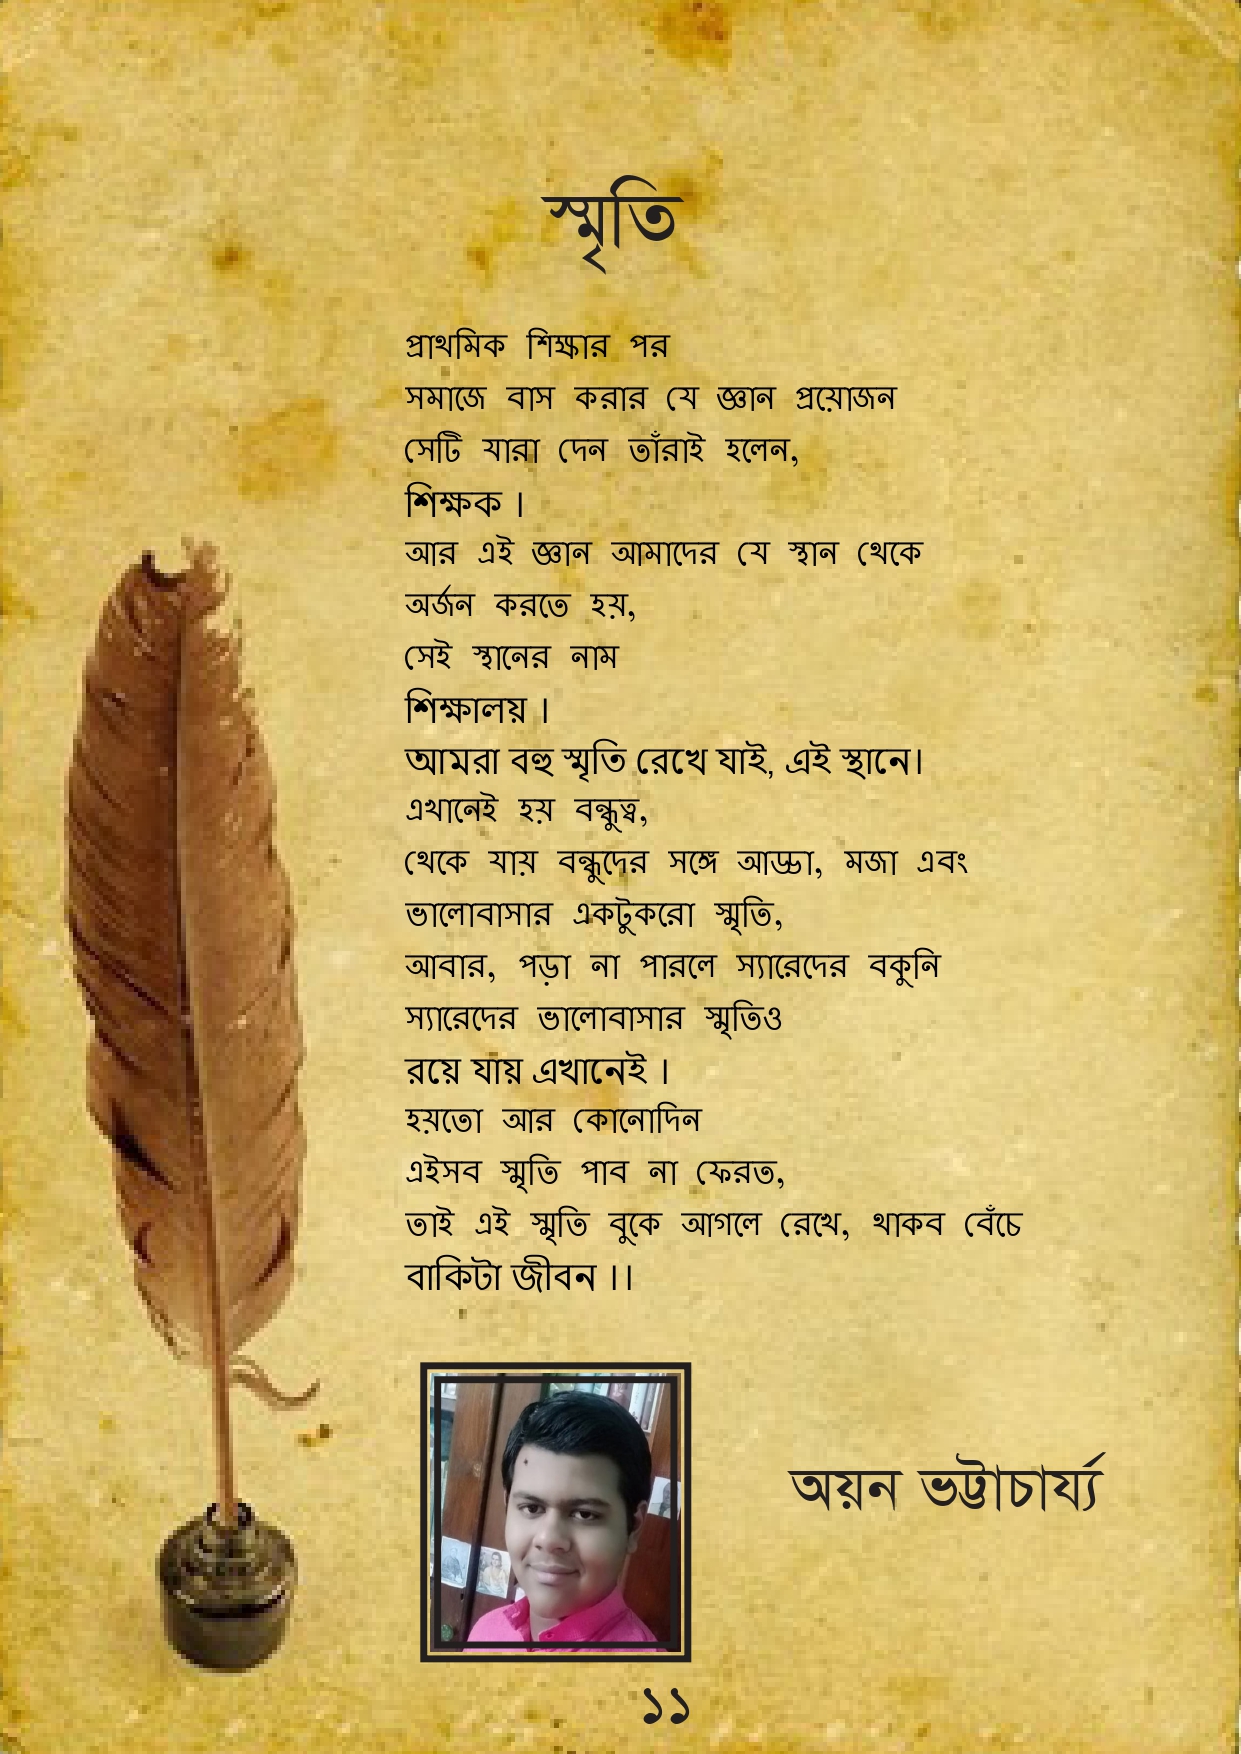 স্মৃতি
প্রাথমিক শিক্ষার পর
সমাজে বাস করার যে জ্ঞান প্রয়োজন
সেটি যারা দেন তাঁরাই হলেন,
শিক্ষক ।
আর এই জ্ঞান আমাদের যে স্থান থেকে
অর্জন করতে হয়,
সেই স্থানের নাম
শিক্ষালয় ।
আমরা বহু স্মৃতি রেখে যাই, এই স্থানে।
এখানেই হয় বন্ধুত্ব,
থেকে যায় বন্ধুদের সঙ্গে আড্ডা, মজা এবং
ভালোবাসার একটুকরো স্মৃতি,
আবার, পড়া না পারলে স্যারেদের বকুনি
স্যারেদের ভালোবাসার স্মৃতিও
রয়ে যায় এখানেই ।
হয়তো আর কোনোদিন
এইসব স্মৃতি পাব না ফেরত,
তাই এই স্মৃতি বুকে আগলে রেখে, থাকব বেঁচে
বাকিটা জীবন ।।
অয়ন ভট্টাচার্য্য
১১